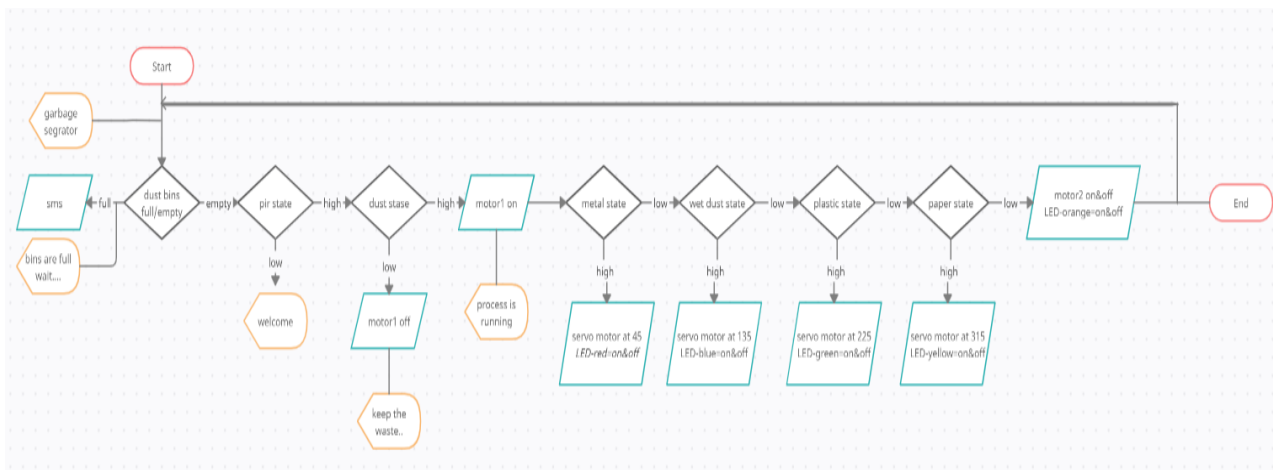 Start
garbage
segrator
sms
full
dust bins
full/empty
empty
pir state
high
dust stase
high
motor1 on
metal state
low
wet dust state
low
plastic state
low
paper state
low
motor2 on&off
LED-orange=on&off
End
bins are full
wait....
low
welcome
low
motor1 off
keep the
waste..
process is
running
high
servo motor at 45
LED-red=on&off
high
servo motor at 135
LED-blue=on&off
high
servo motor at 225
LED-green=on&off
high
servo motor at 315
LED-yellow=on&off